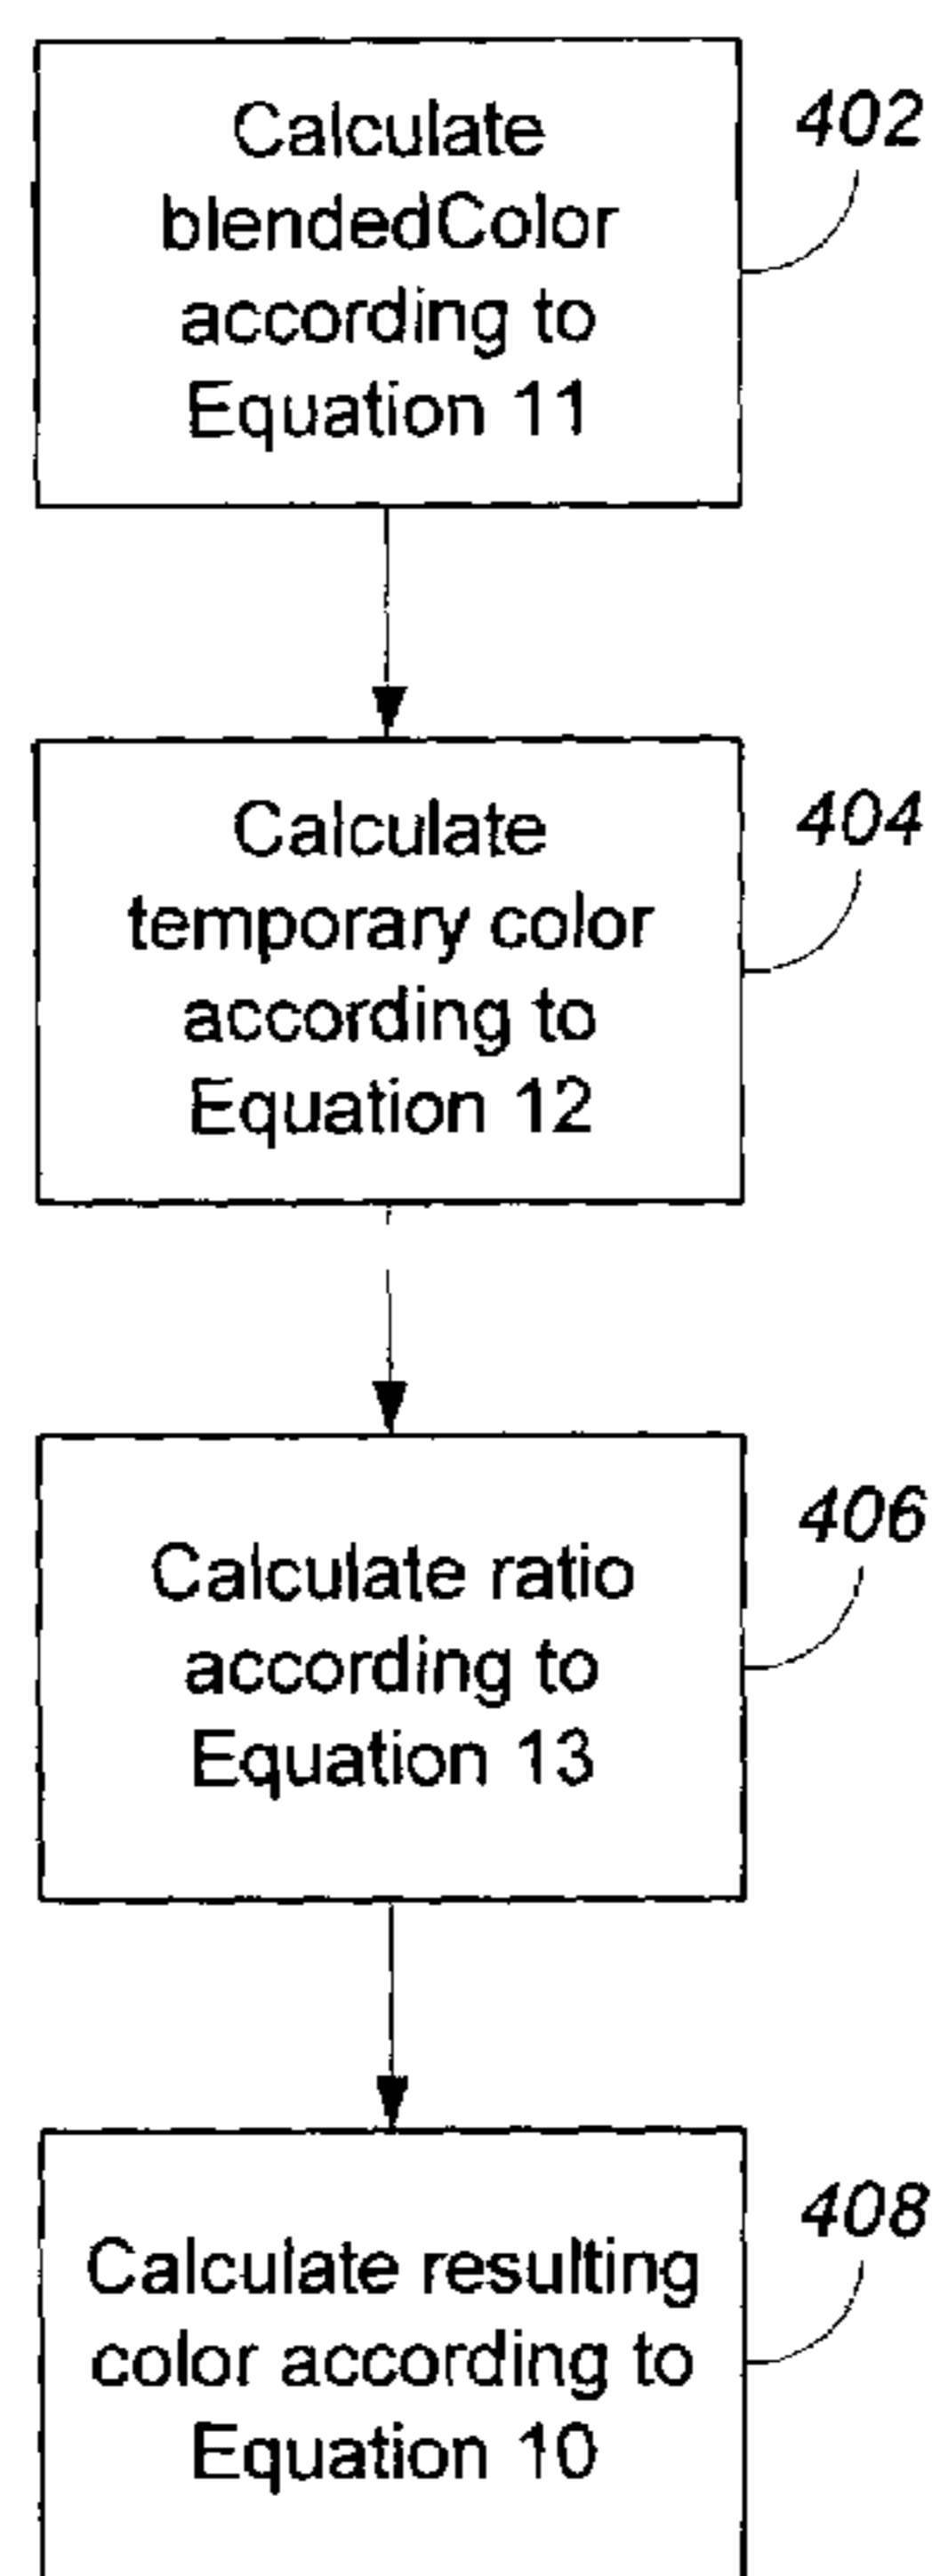 Calculate
blendedColor
according to
Equation 11
402
Calculate
temporary color
according to
Equation 12
404
Calculate ratio
according to
Equation 13
406
Calculate resulting
color according to
Equation 10
408